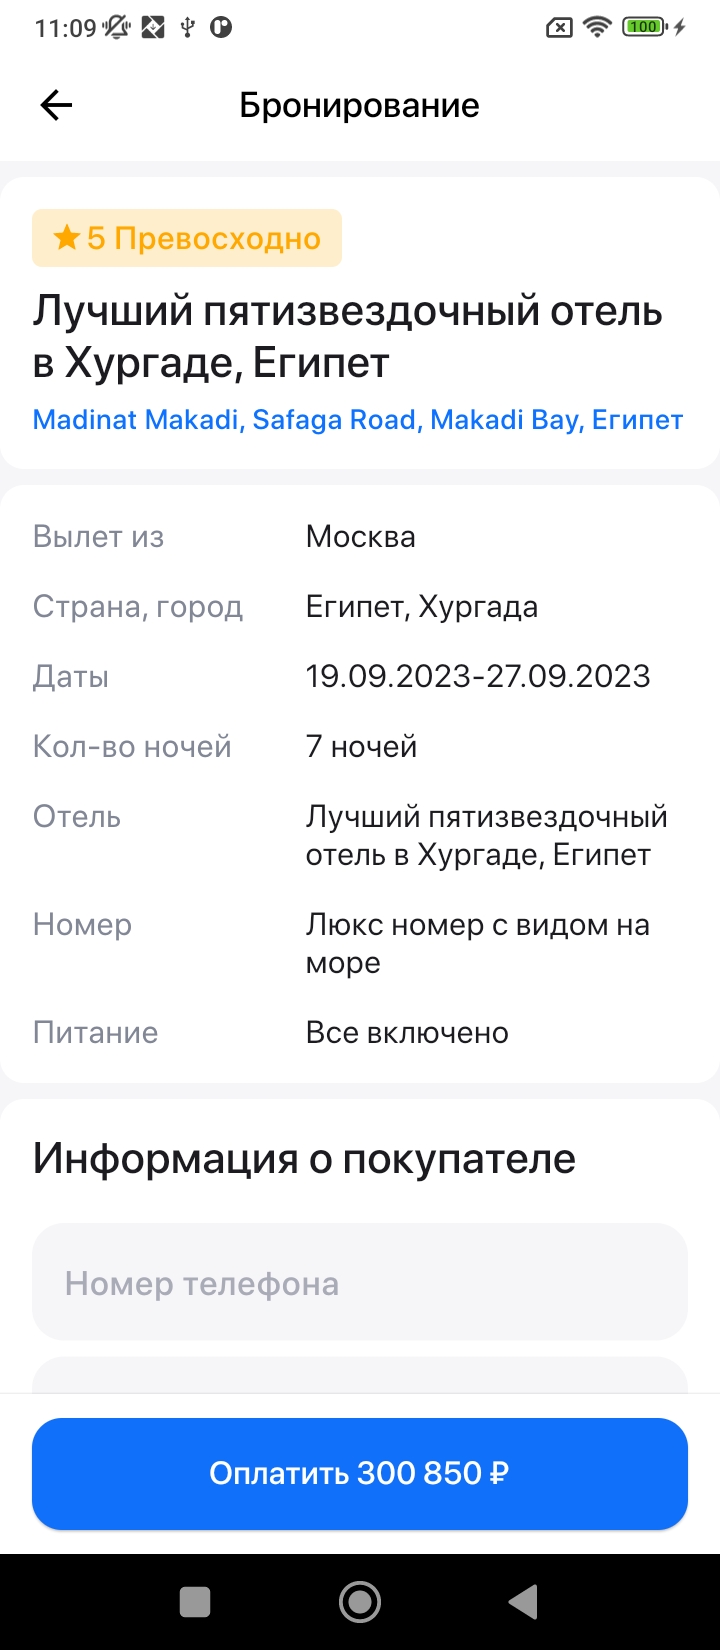 11:09
100
Бронирование
5 Превосходно
Лучший пятизвездочный отель
в Хургаде, Египет
Madinat Makadi, Safaga Road, Makadi Bay, Египет
Вылет из Москва
Страна, город Египет, Хургада
Даты 19.09.2023-27.09.2023
Кол-во ночей 7 ночей
Отель Лучший пятизвездочный
отель в Хургаде, Египет
Номер Люкс номер с видом на
море
Питание Все включено
Информация о покупателе
Номер телефона
Оплатить 300 850 ₽